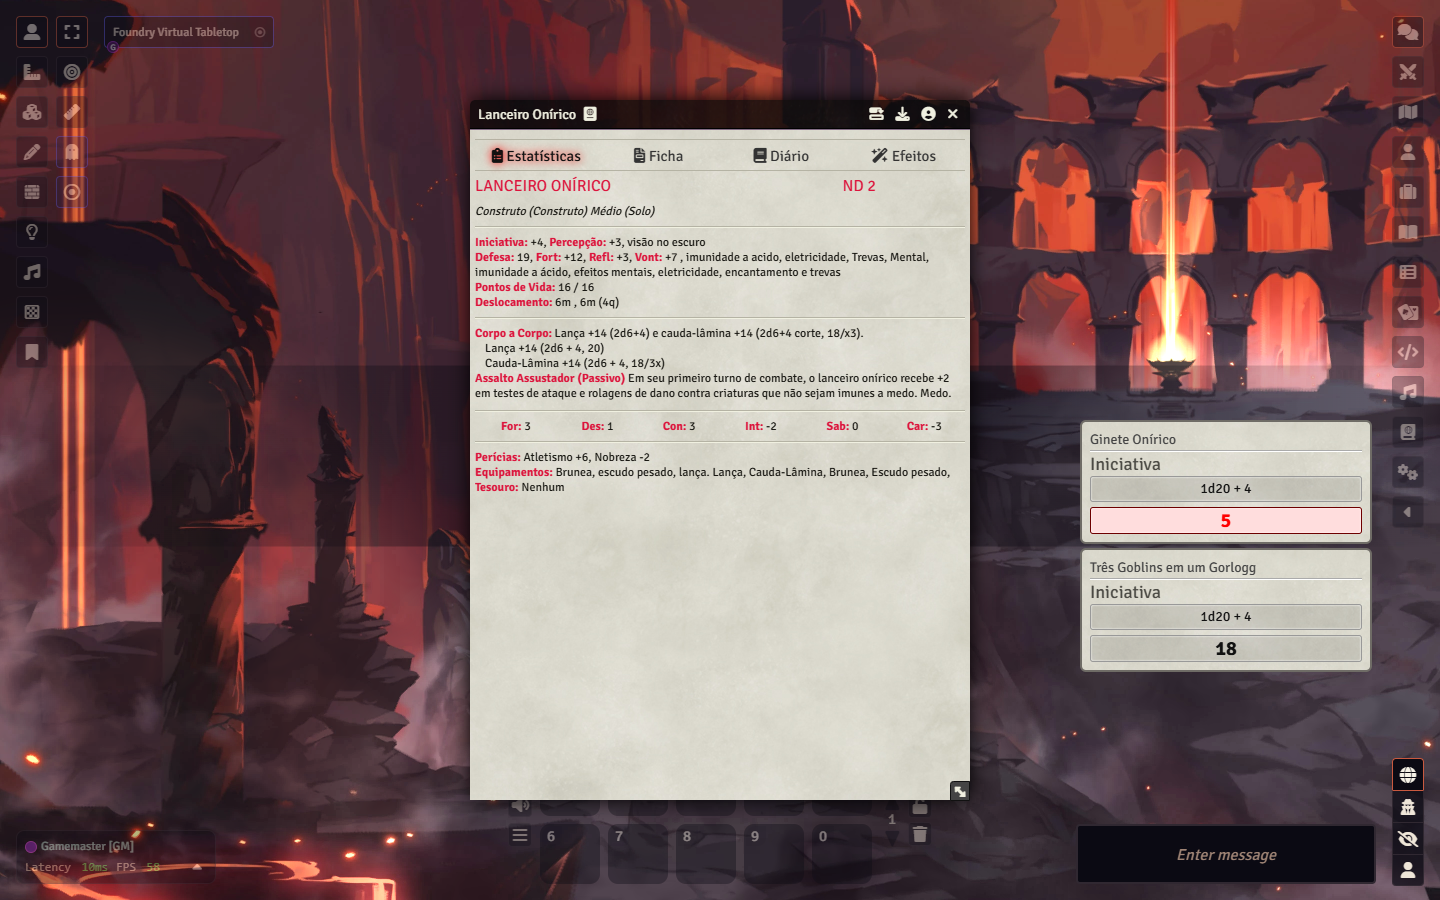 Foundry Virtual Tabletop
G
Lanceiro Onírico
Estatísticas
Ficha
Diário
Efeitos
LANCEIRO ONÍRICO
ND 2
Construto (Construto) Médio (Solo)
Iniciativa: +4, Percepção: +3, visão no escuro
Defesa: 19, Fort: +12, Refl: +3, Vont: +7 , imunidade a acido, eletricidade, Trevas, Mental,
imunidade a ácido, efeitos mentais, eletricidade, encantamento e trevas
Pontos de Vida: 16 / 16
Deslocamento: 6m , 6m (4q)
Corpo a Corpo: Lança +14 (2d6+4) e cauda-lâmina +14 (2d6+4 corte, 18/x3).
Lança +14 (2d6 + 4, 20)
Cauda-Lâmina +14 (2d6 + 4, 18/3x)
Assalto Assustador (Passivo) Em seu primeiro turno de combate, o lanceiro onírico recebe +2
em testes de ataque e rolagens de dano contra criaturas que não sejam imunes a medo. Medo.
For: 3
Des: 1
Con: 3
Int: -2
Sab: 0
Car: -3
Perícias: Atletismo +6, Nobreza -2
Equipamentos: Brunea, escudo pesado, lança. Lança, Cauda-Lâmina, Brunea, Escudo pesado,
Tesouro: Nenhum
Ginete Onírico
Iniciativa
1d20 + 4
5
Três Goblins em um Gorlogg
Iniciativa
1d20 + 4
18
6
7
8
9
0
1
Gamemaster [GM]
Latency 10ms FPS 58
Enter message